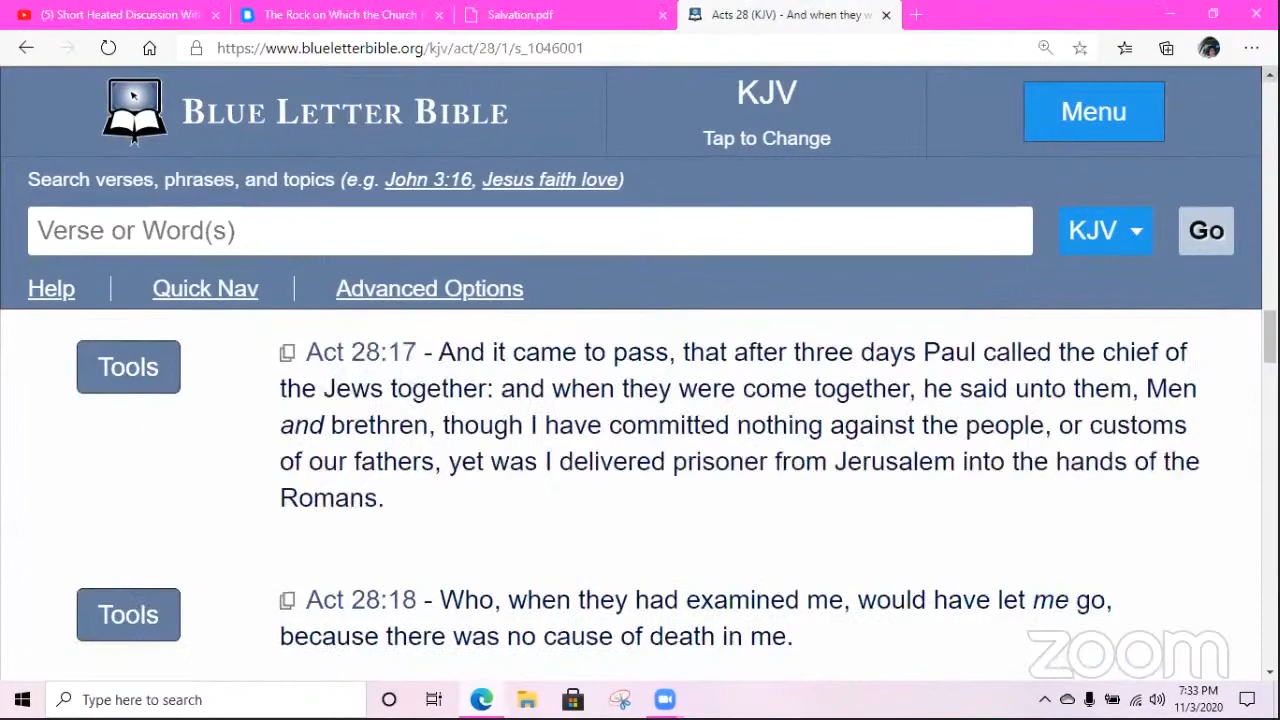 (5) Short Heated Discussion Wit
The Rock on Which the Church
Salvation.pdf
Acts 28 (KJV) - And when they w
https://www.blueletterbible.org/kjv/act/28/1/s_1046001
BLUE LETTER BIBLE
KJV
Tap to Change
Menu
Search verses, phrases, and topics (e.g. John 3:16, Jesus faith love)
Verse or Word(s)
KJV
Go
Help
Quick Nav
Advanced Options
Tools
Act 28:17 - And it came to pass, that after three days Paul called the chief of
the Jews together: and when they were come together, he said unto them, Men
and brethren, though I have committed nothing against the people, or customs
of our fathers, yet was I delivered prisoner from Jerusalem into the hands of the
Romans.
Tools
Act 28:18 - Who, when they had examined me, would have let me go,
because there was no cause of death in me.
zoom
Type here to search
7:33 PM
11/3/2020